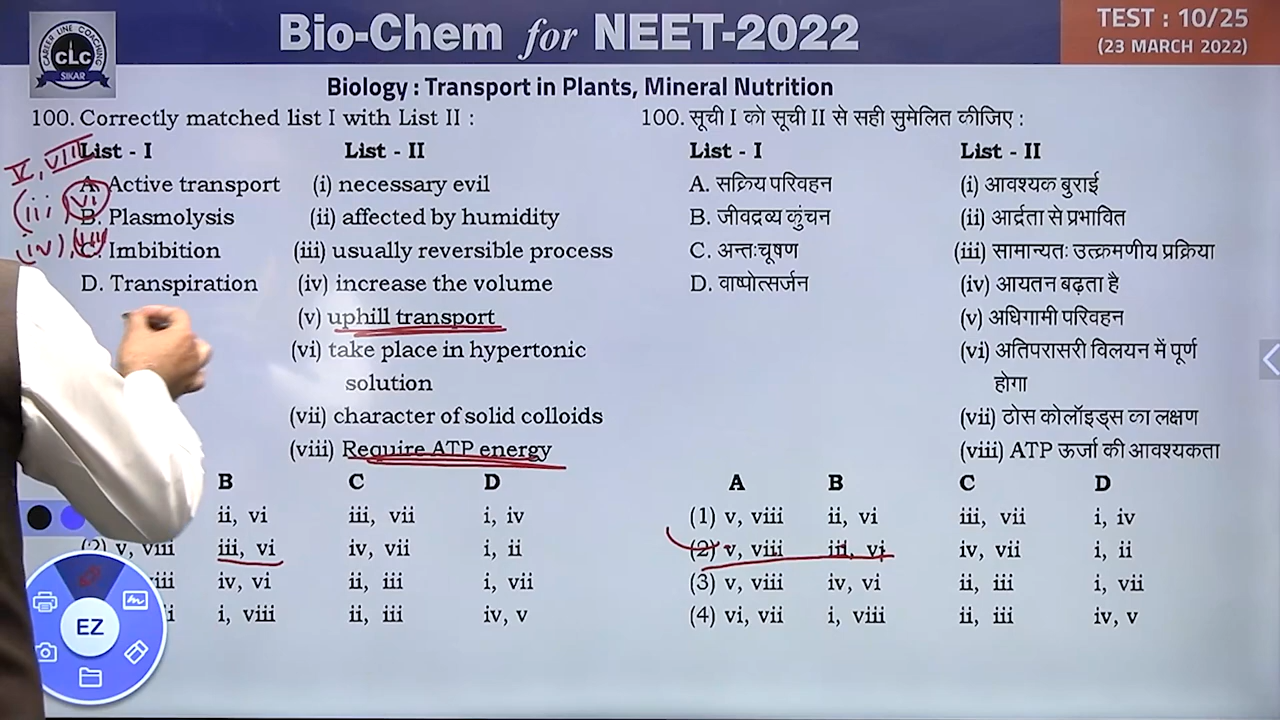 CAREER LINE COACHING
CLC
SIKAR
Bio-Chem for NEET-2022
TEST : 10/25
(23 MARCH 2022)
Biology : Transport in Plants, Mineral Nutrition
100. Correctly matched list I with List II :
List - I List - II
A. Active transport (i) necessary evil
B. Plasmolysis (ii) affected by humidity
C. Imbibition (iii) usually reversible process
D. Transpiration (iv) increase the volume
(v) uphill transport
(vi) take place in hypertonic
solution
(vii) character of solid colloids
(viii) Require ATP energy
B C D
ii, vi iii, vii i, iv
(2) v, viii iii, vi iv, vii i, ii
iii iv, vi ii, iii i, vii
i i, viii ii, iii iv, v
V, VIII
(iii vi
(iv),
EZ
100. सूची I को सूची II से सही सुमेलित कीजिए :
List - I List - II
A. सक्रिय परिवहन (i) आवश्यक बुराई
B. जीवद्रव्य कुंचन (ii) आर्द्रता से प्रभावित
C. अन्तःचूषण (iii) सामान्यतः उत्क्रमणीय प्रक्रिया
D. वाष्पोत्सर्जन (iv) आयतन बढ़ता है
(v) अधिगामी परिवहन
(vi) अतिपरासरी विलयन में पूर्ण
होगा
(vii) ठोस कोलॉइड्स का लक्षण
(viii) ATP ऊर्जा की आवश्यकता
A B C D
(1) v, viii ii, vi iii, vii i, iv
(2) v, viii iii, vi iv, vii i, ii
(3) v, viii iv, vi ii, iii i, vii
(4) vi, vii i, viii ii, iii iv, v